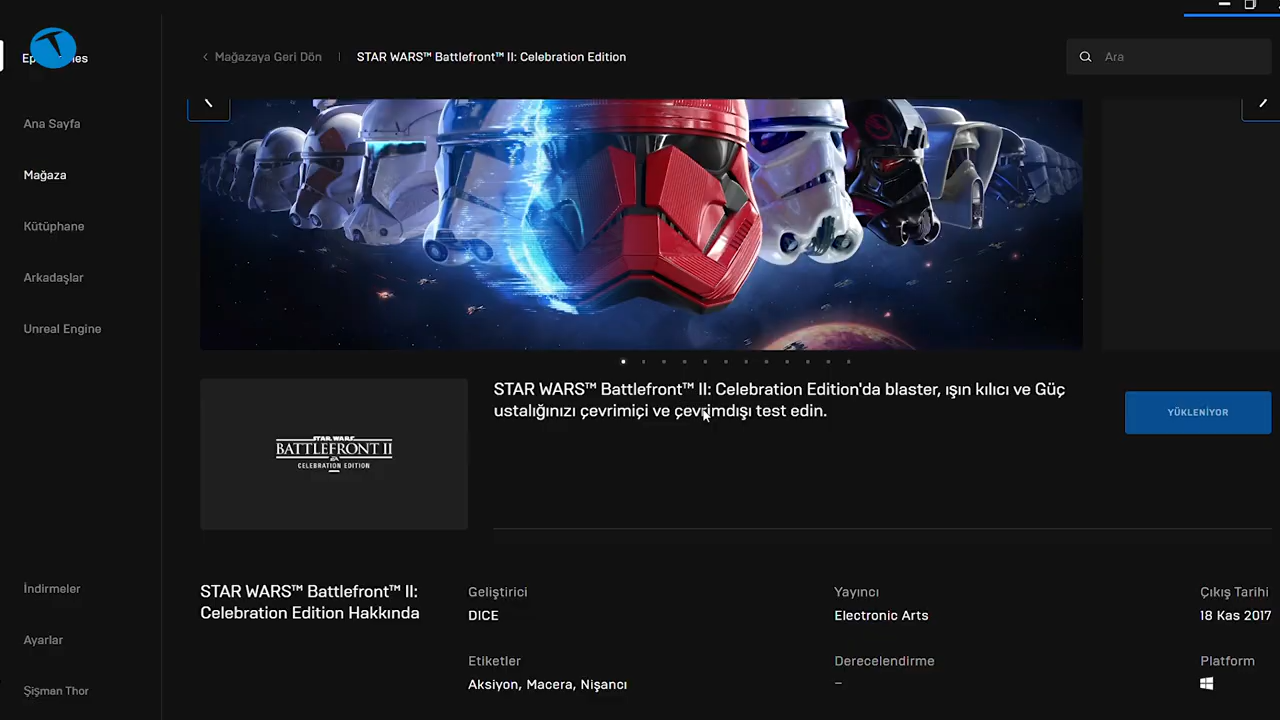 Mağazaya Geri Dön
STAR WARS™ Battlefront™ II: Celebration Edition
Ara
Ana Sayfa
Mağaza
Kütüphane
Arkadaşlar
Unreal Engine
İndirmeler
Ayarlar
Şişman Thor
STAR WARS™ Battlefront™ II: Celebration Edition'da blaster, ışın kılıcı ve Güç
ustalığınızı çevrimiçi ve çevrimdışı test edin.
YÜKLENİYOR
STAR WARS
BATTLEFRONT II
EA
CELEBRATION EDITION
STAR WARS™ Battlefront™ II:
Celebration Edition Hakkında
Geliştirici
DICE
Yayıncı
Electronic Arts
Çıkış Tarihi
18 Kas 2017
Etiketler
Aksiyon, Macera, Nişancı
Derecelendirme
–
Platform